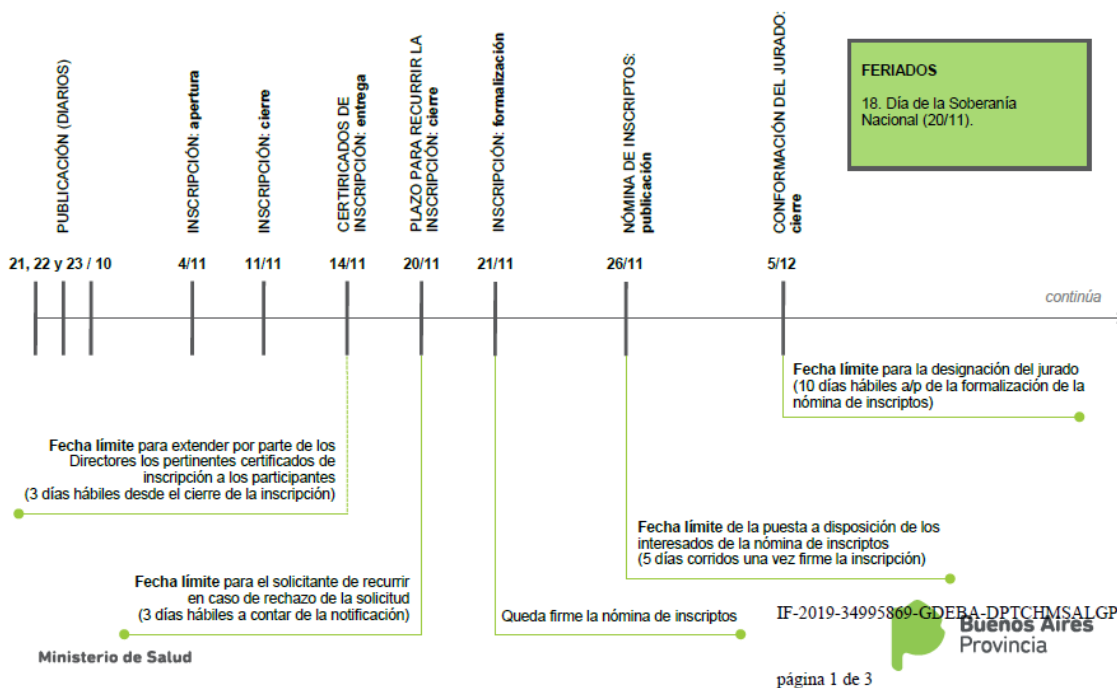 PUBLICACIÓN (DIARIOS)
INSCRIPCIÓN: apertura
INSCRIPCIÓN: cierre
CERTIRICADOS DE
INSCRIPCIÓN: entrega
PLAZO PARA RECURRIR LA
INSCRIPCIÓN: cierre
INSCRIPCIÓN: formalización
NÓMINA DE INSCRIPTOS:
publicación
CONFORMACIÓN DEL JURADO:
cierre
FERIADOS
18. Día de la Soberanía
Nacional (20/11).
21, 22 y 23 / 10
4/11
11/11
14/11
20/11
21/11
26/11
5/12
continúa
Fecha límite para la designación del jurado
(10 días hábiles a/p de la formalización de la
nómina de inscriptos)
Fecha límite para extender por parte de los
Directores los pertinentes certificados de
inscripción a los participantes
(3 días hábiles desde el cierre de la inscripción)
Fecha límite de la puesta a disposición de los
interesados de la nómina de inscriptos
(5 días corridos una vez firme la inscripción)
Fecha límite para el solicitante de recurrir
en caso de rechazo de la solicitud
(3 días hábiles a contar de la notificación)
Queda firme la nómina de inscriptos
IF-2019-34995869-GDEBA-DPTCHMSALGP
Buenos Aires
Provincia
Ministerio de Salud
página 1 de 3